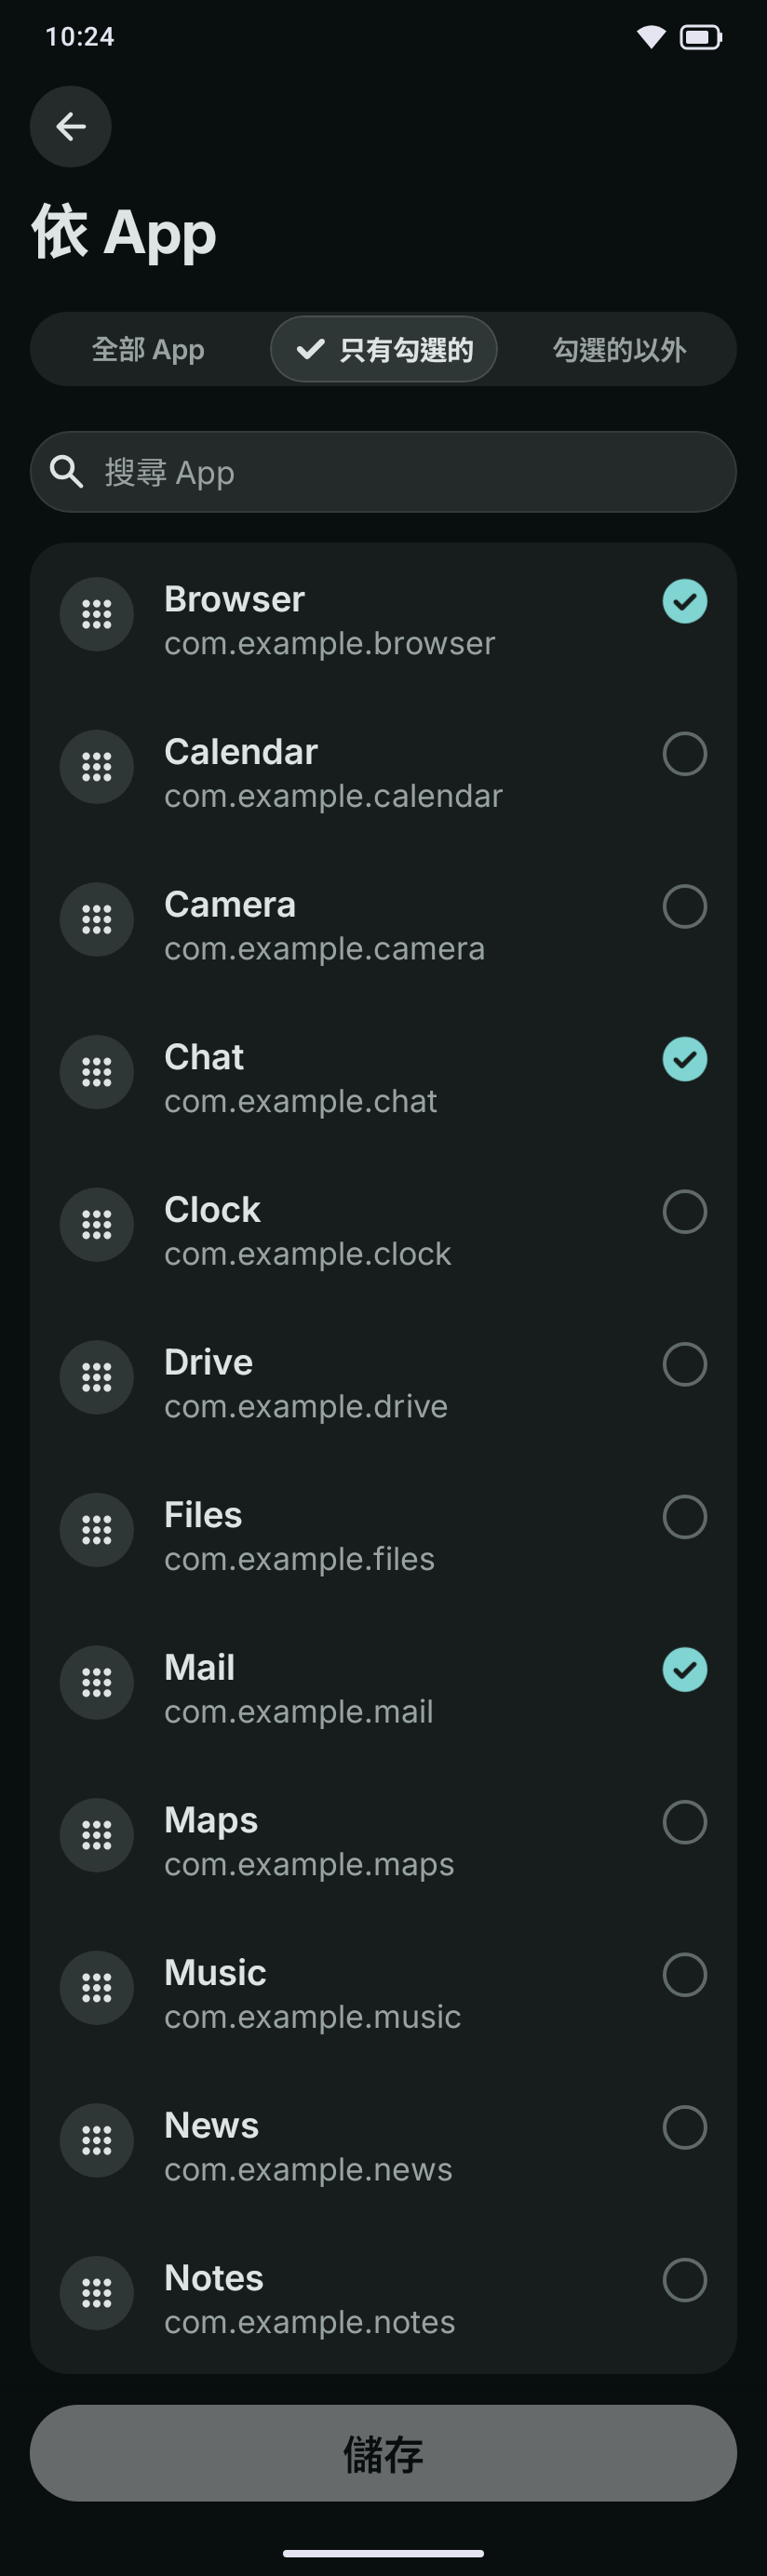 10:24
依 App
全部 App
只有勾選的
勾選的以外
搜尋 App
Browser
com.example.browser
Calendar
com.example.calendar
Camera
com.example.camera
Chat
com.example.chat
Clock
com.example.clock
Drive
com.example.drive
Files
com.example.files
Mail
com.example.mail
Maps
com.example.maps
Music
com.example.music
News
com.example.news
Notes
com.example.notes
儲存